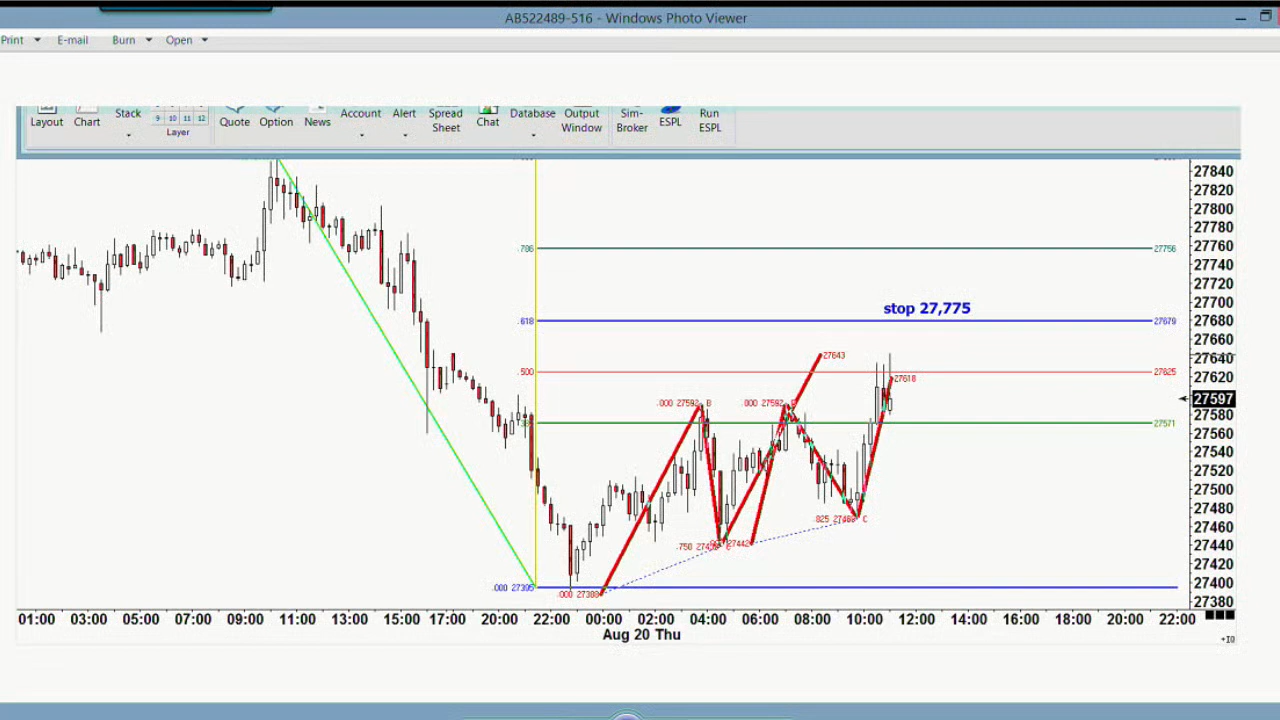 AB522489-516 - Windows Photo Viewer
Print E-mail Burn Open
Layout Chart Stack 9 10 11 12 Layer Quote Option News Account Alert Spread Sheet Chat Database Output Window Sim-Broker ESPL Run ESPL
27840
27820
27800
27780
.786 27756 27760
27740
27720
stop 27,775
27700
.618 27679 27680
27660
27643
27640
.500 27625
27618 27620
.000 27592 B .000 27592 27597
27580
27571
27560
27540
27520
27500
.825 C 27480
27460
.750 27442 27440
27420
.000 27395 27400
.000 27388
27380
01:00 03:00 05:00 07:00 09:00 11:00 13:00 15:00 17:00 20:00 22:00 00:00 02:00 04:00 06:00 08:00 10:00 12:00 14:00 16:00 18:00 20:00 22:00
Aug 20 Thu